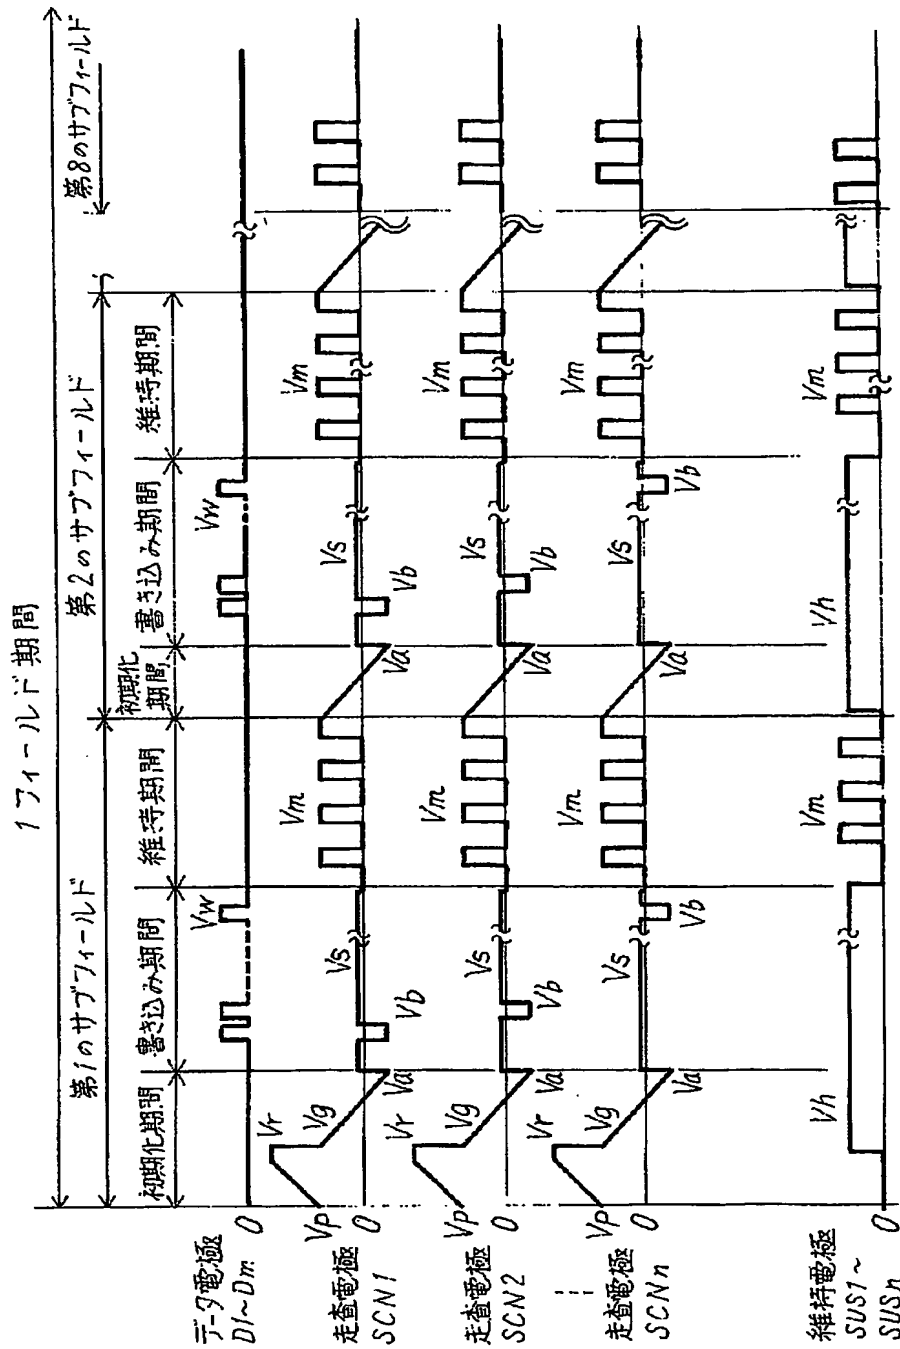 1フィールド期間
第1のサブフィールド
第2のサブフィールド
第8のサブフィールド
初期化期間
書き込み期間
維持期間
初期化
期間
書き込み期間
維持期間
データ電極
D1~Dm
0
Vw
Vw
走査電極
SCN1
Vp
0
Vr
Vg
Va
Vb
Vs
Vm
Va
Vb
Vs
Vm
走査電極
SCN2
Vp
0
Vr
Vg
Va
Vb
Vs
Vm
Va
Vb
Vs
Vm
走査電極
SCNn
Vp
0
Vr
Vg
Va
Vs
Vb
Vm
Va
Vs
Vb
Vm
維持電極
SUS1~
SUSn
0
Vh
Vm
Vh
Vm